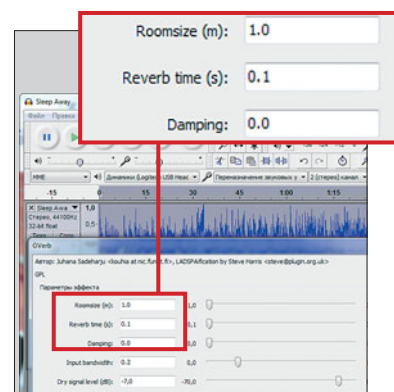 Roomsize (m): 1.0
Reverb time (s): 0.1
Damping: 0.0
Sleep Away
Файл Правка
MME Динамики (Logitech USB Headc Переназначение звуковых у 2 (стерео) канал
-15 0 15 30 45 1:00 1:15
X Sleep Awa 1,0
Стерео, 44100Hz
32-bit float 0,5
OVerb
Автор: Juhana Sadeharju <kouhia at nic.funet.fi>, LADSPAification by Steve Harris <steve@plugin.org.uk>
GPL
Параметры эффекта
Roomsize (m): 1.0 1,0
Reverb time (s): 0.1 0,1
Damping: 0.0 0,0
Input bandwidth: 0.2 0,0
Dry signal level (dB): -7,0 -70,0